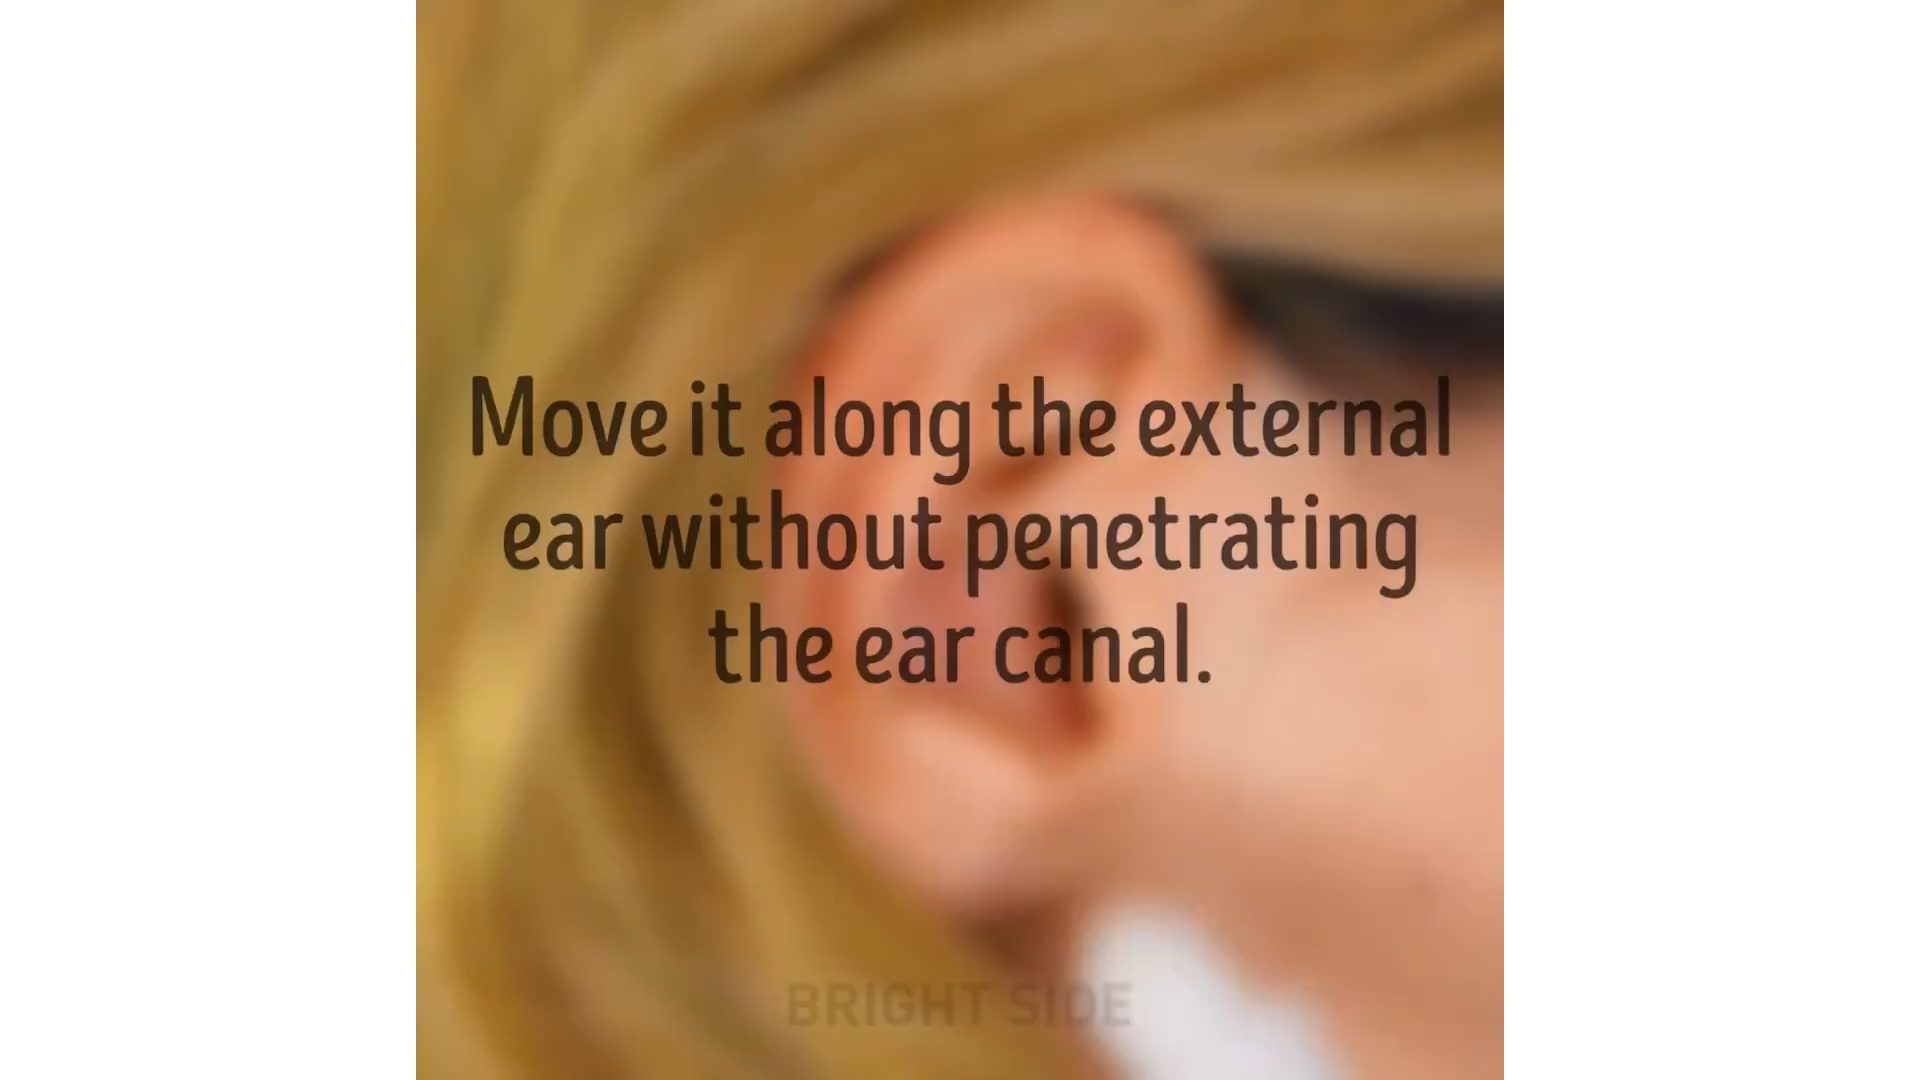 Move it along the external
ear without penetrating
the ear canal.
BRIGHT SIDE